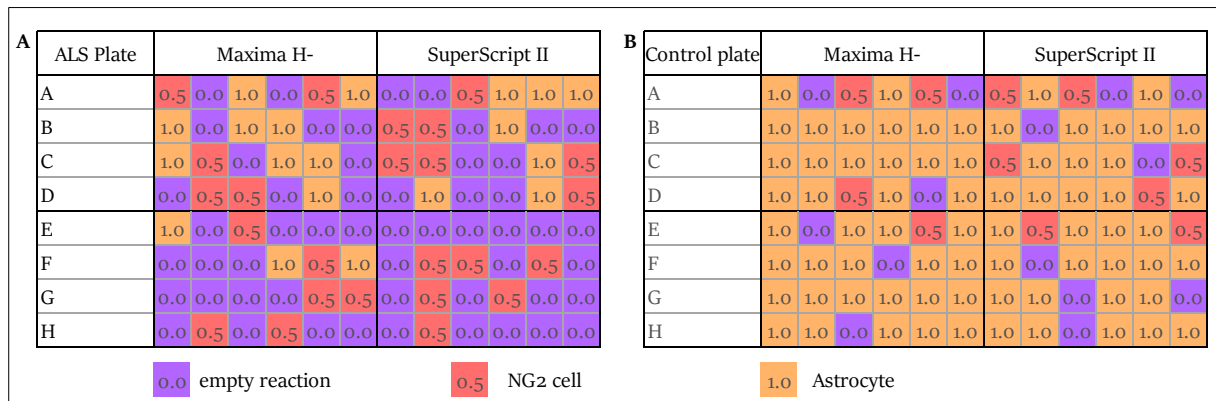 A ALS Plate Maxima H- SuperScript II
A 0.5 0.0 1.0 0.0 0.5 1.0 0.0 0.0 0.5 1.0 1.0 1.0
B 1.0 0.0 1.0 1.0 0.0 0.0 0.5 0.5 0.0 1.0 0.0 0.0
C 1.0 0.5 0.0 1.0 1.0 0.0 0.5 0.5 0.0 0.0 1.0 0.5
D 0.0 0.5 0.5 0.0 1.0 0.0 0.0 1.0 0.0 0.0 1.0 0.5
E 1.0 0.0 0.5 0.0 0.0 0.0 0.0 0.0 0.0 0.0 0.0 0.0
F 0.0 0.0 0.0 1.0 0.5 1.0 0.0 0.5 0.5 0.0 0.5 0.0
G 0.0 0.0 0.0 0.0 0.5 0.5 0.0 0.5 0.0 0.5 0.0 0.0
H 0.0 0.5 0.0 0.5 0.0 0.0 0.0 0.5 0.0 0.0 0.0 0.0
B Control plate Maxima H- SuperScript II
A 1.0 0.0 0.5 1.0 0.5 0.0 0.5 1.0 0.5 0.0 1.0 0.0
B 1.0 1.0 1.0 1.0 1.0 1.0 1.0 0.0 1.0 1.0 1.0 1.0
C 1.0 1.0 1.0 1.0 1.0 1.0 0.5 1.0 1.0 1.0 0.0 0.5
D 1.0 1.0 0.5 1.0 0.0 1.0 1.0 1.0 1.0 1.0 0.5 1.0
E 1.0 0.0 1.0 1.0 0.5 1.0 1.0 0.5 1.0 1.0 1.0 0.5
F 1.0 1.0 1.0 0.0 1.0 1.0 1.0 0.0 1.0 1.0 1.0 1.0
G 1.0 1.0 1.0 1.0 1.0 1.0 1.0 1.0 0.0 1.0 1.0 0.0
H 1.0 1.0 0.0 1.0 1.0 1.0 1.0 1.0 0.0 1.0 1.0 1.0
0.0 empty reaction 0.5 NG2 cell 1.0 Astrocyte